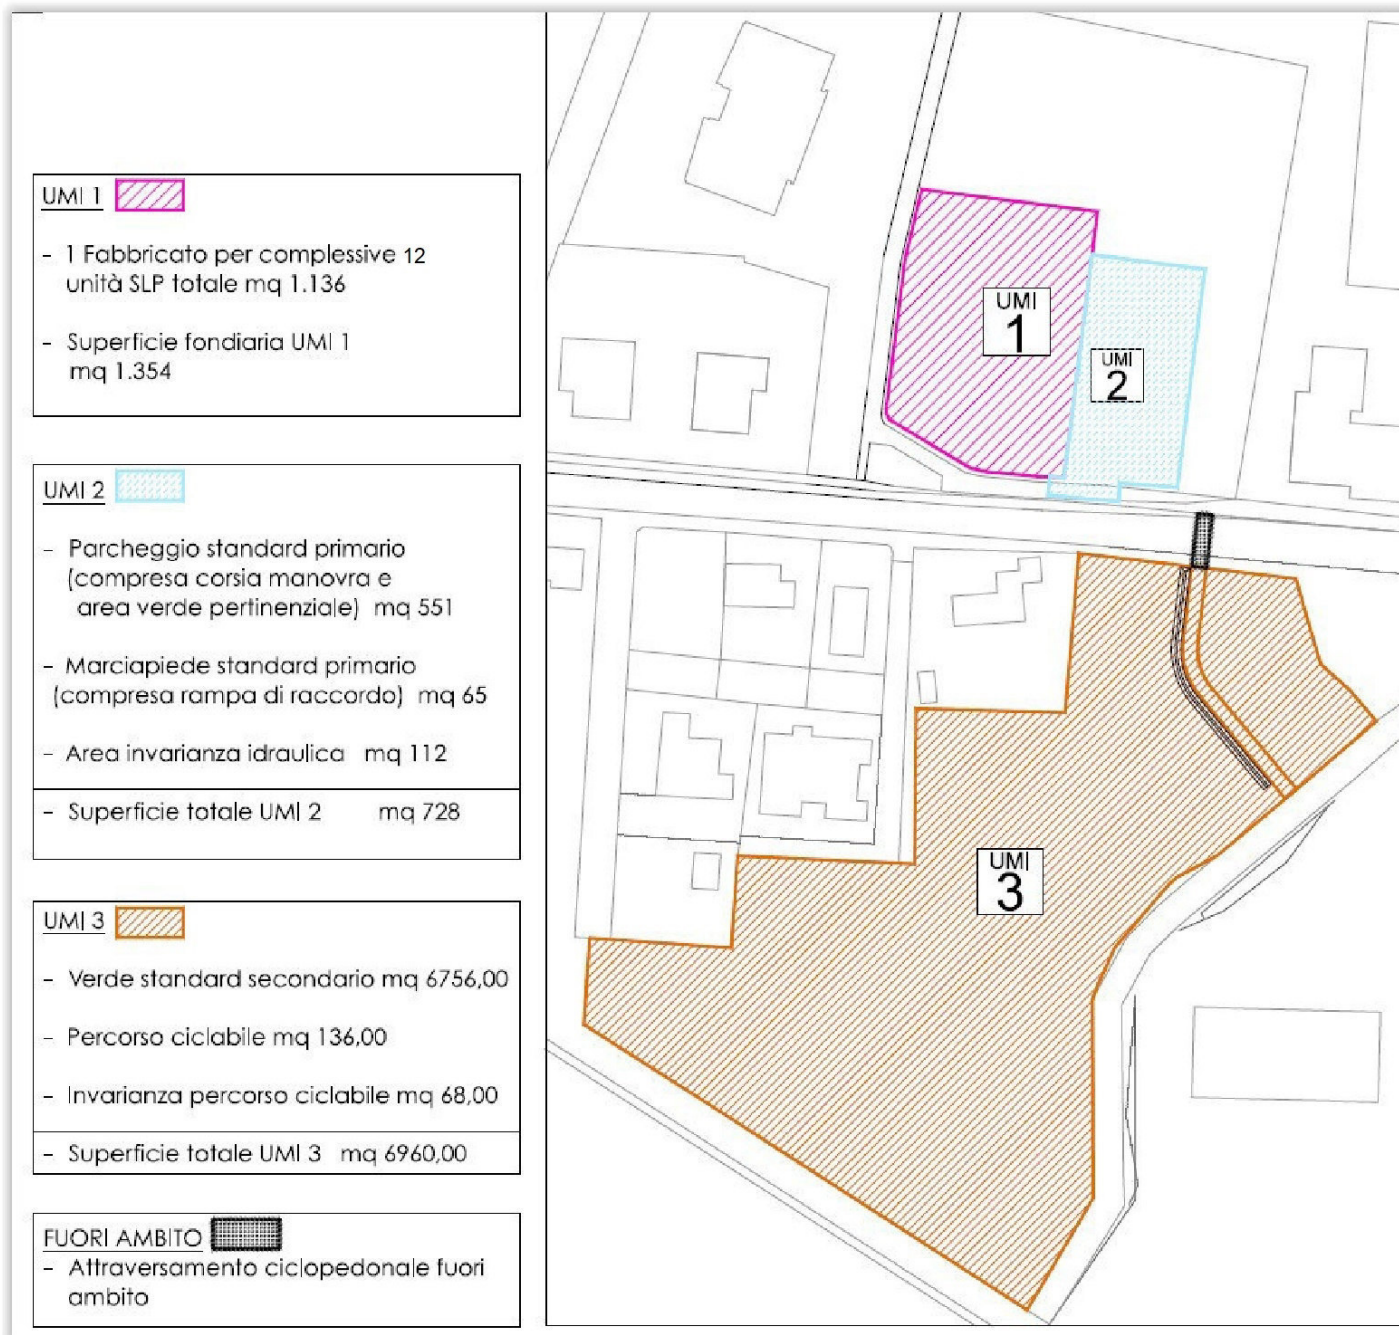 UMI 1
- 1 Fabbricato per complessive 12
unità SLP totale mq 1.136
- Superficie fondiaria UMI 1
mq 1.354
UMI 2
- Parcheggio standard primario
(compresa corsia manovra e
area verde pertinenziale) mq 551
- Marciapiede standard primario
(compresa rampa di raccordo) mq 65
- Area invarianza idraulica mq 112
- Superficie totale UMI 2 mq 728
UMI 3
- Verde standard secondario mq 6756,00
- Percorso ciclabile mq 136,00
- Invarianza percorso ciclabile mq 68,00
- Superficie totale UMI 3 mq 6960,00
FUORI AMBITO
- Attraversamento ciclopedonale fuori
ambito
UMI
1
UMI
2
UMI
3